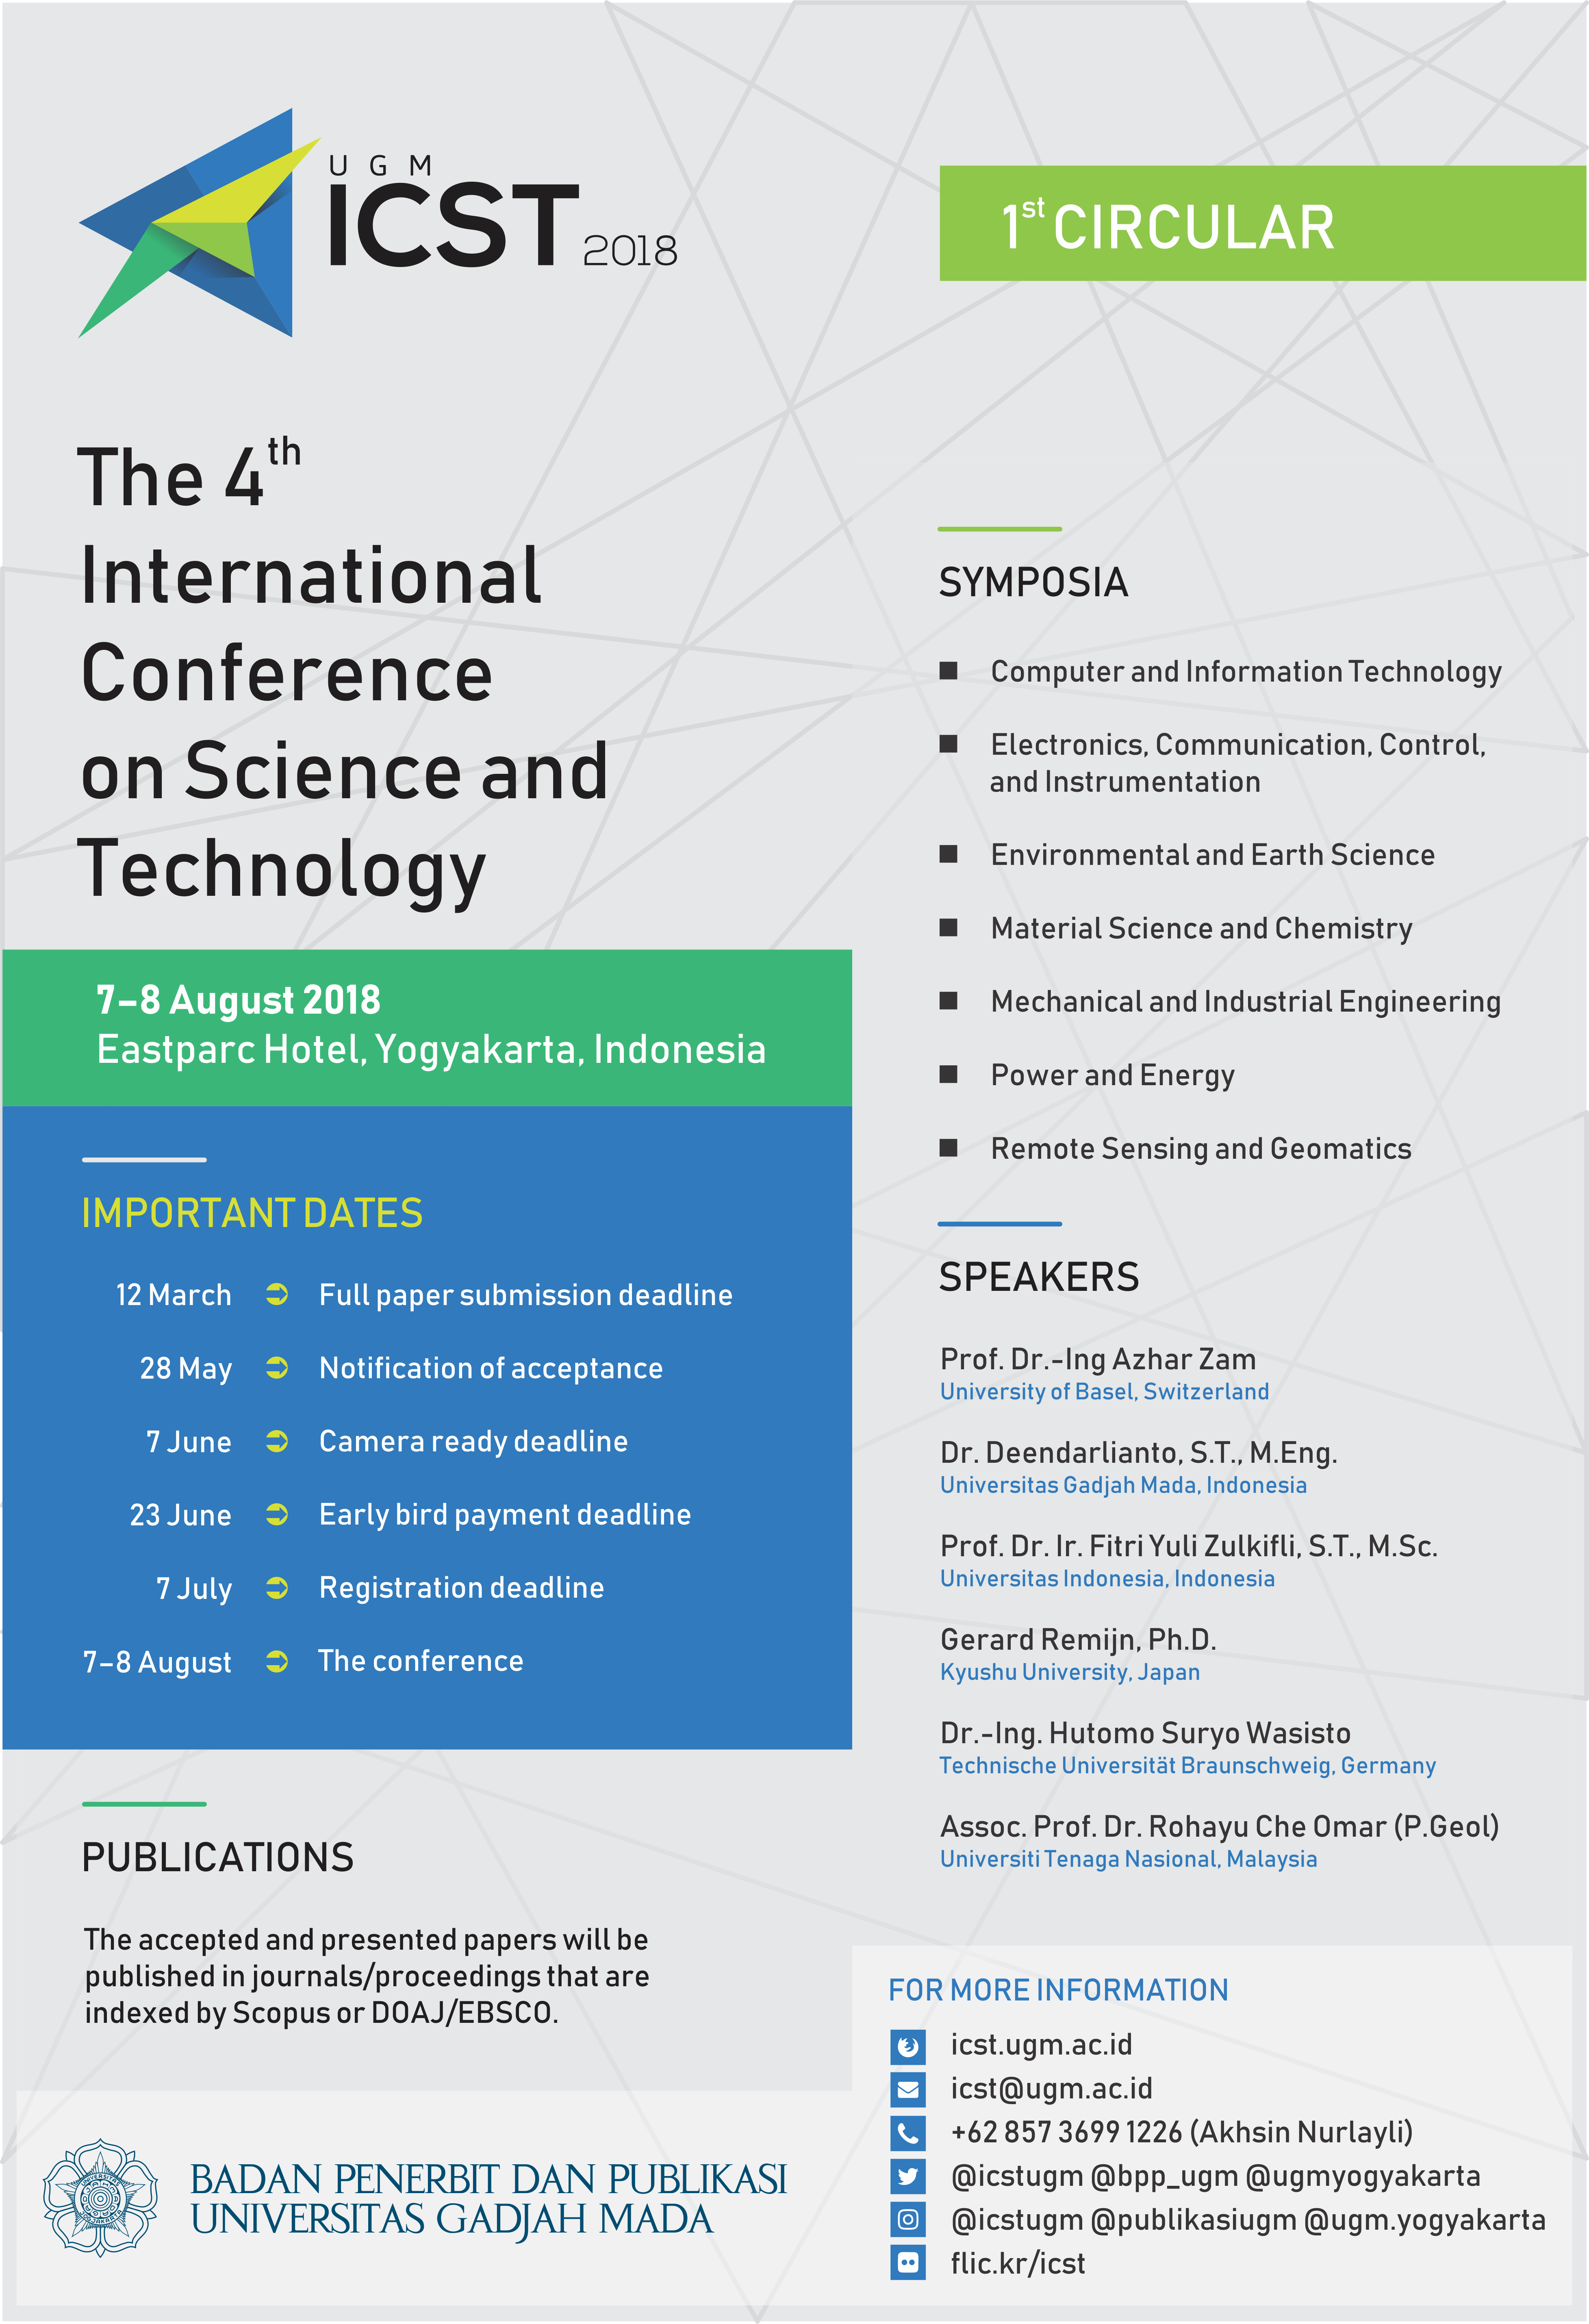 UGM
ICST 2018
1st CIRCULAR
The 4th
International
Conference
on Science and
Technology
7–8 August 2018
Eastparc Hotel, Yogyakarta, Indonesia
IMPORTANT DATES
12 March Full paper submission deadline
28 May Notification of acceptance
7 June Camera ready deadline
23 June Early bird payment deadline
7 July Registration deadline
7–8 August The conference
PUBLICATIONS
The accepted and presented papers will be
published in journals/proceedings that are
indexed by Scopus or DOAJ/EBSCO.
SYMPOSIA
Computer and Information Technology
Electronics, Communication, Control,
and Instrumentation
Environmental and Earth Science
Material Science and Chemistry
Mechanical and Industrial Engineering
Power and Energy
Remote Sensing and Geomatics
SPEAKERS
Prof. Dr.-Ing Azhar Zam
University of Basel, Switzerland
Dr. Deendarlianto, S.T., M.Eng.
Universitas Gadjah Mada, Indonesia
Prof. Dr. Ir. Fitri Yuli Zulkifli, S.T., M.Sc.
Universitas Indonesia, Indonesia
Gerard Remijn, Ph.D.
Kyushu University, Japan
Dr.-Ing. Hutomo Suryo Wasisto
Technische Universität Braunschweig, Germany
Assoc. Prof. Dr. Rohayu Che Omar (P.Geol)
Universiti Tenaga Nasional, Malaysia
FOR MORE INFORMATION
icst.ugm.ac.id
icst@ugm.ac.id
+62 857 3699 1226 (Akhsin Nurlayli)
@icstugm @bpp_ugm @ugmyogyakarta
@icstugm @publikasiugm @ugm.yogyakarta
flic.kr/icst
BADAN PENERBIT DAN PUBLIKASI
UNIVERSITAS GADJAH MADA